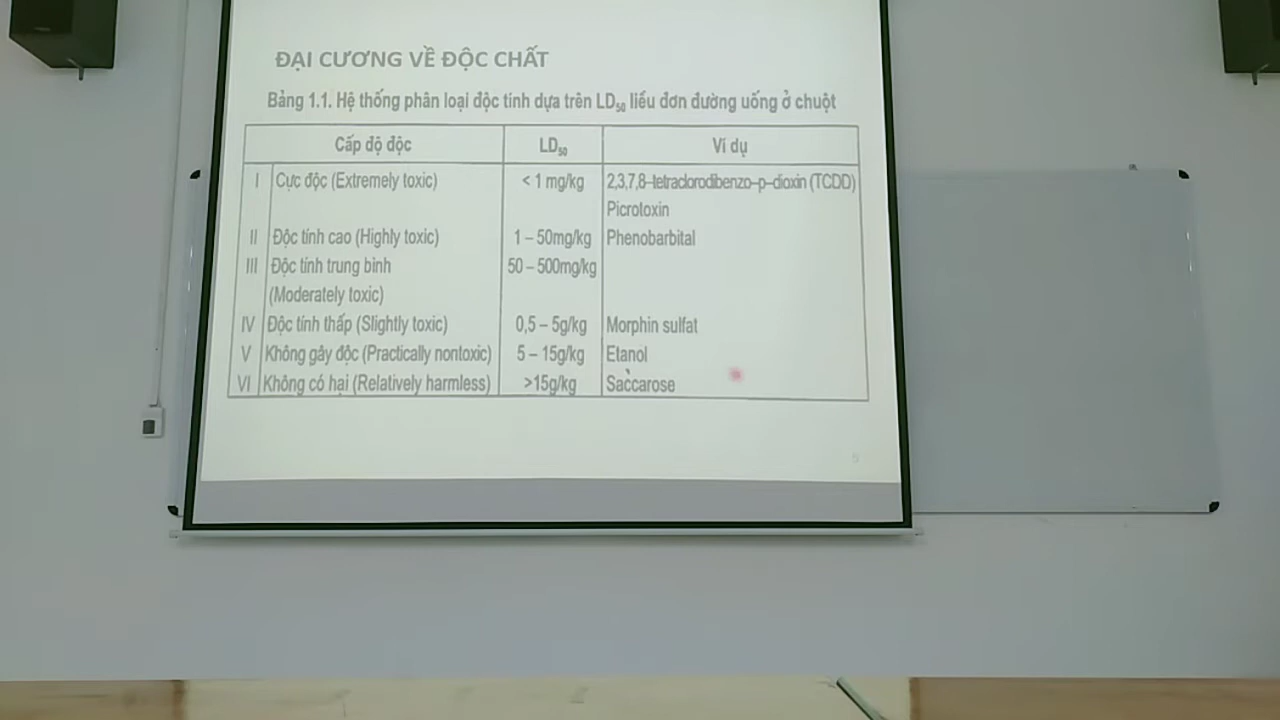 ĐẠI CƯƠNG VỀ ĐỘC CHẤT
Bảng 1.1. Hệ thống phân loại độc tính dựa trên LD50 liều đơn đường uống ở chuột
Cấp độ độc LD50 Ví dụ
I Cực độc (Extremely toxic) < 1 mg/kg 2,3,7,8-tetraclorodibenzo-p-dioxin (TCDD)
Picrotoxin
II Độc tính cao (Highly toxic) 1 – 50mg/kg Phenobarbital
III Độc tính trung bình 50 – 500mg/kg
(Moderately toxic)
IV Độc tính thấp (Slightly toxic) 0,5 – 5g/kg Morphin sulfat
V Không gây độc (Practically nontoxic) 5 – 15g/kg Etanol
VI Không có hại (Relatively harmless) >15g/kg Saccarose
5